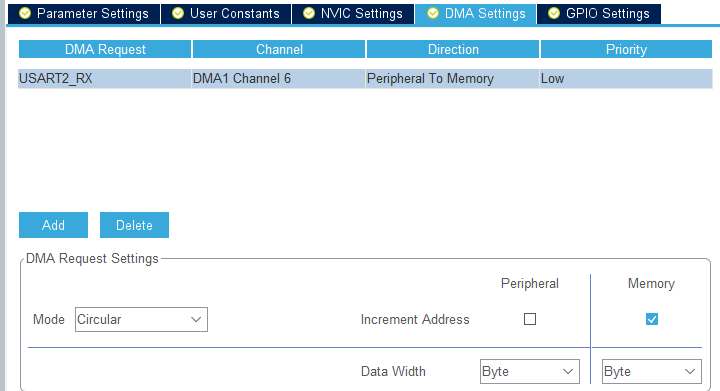 Parameter Settings User Constants NVIC Settings DMA Settings GPIO Settings
DMA Request Channel Direction Priority
USART2_RX DMA1 Channel 6 Peripheral To Memory Low
Add Delete
DMA Request Settings
Peripheral Memory
Mode Circular Increment Address
Data Width Byte Byte